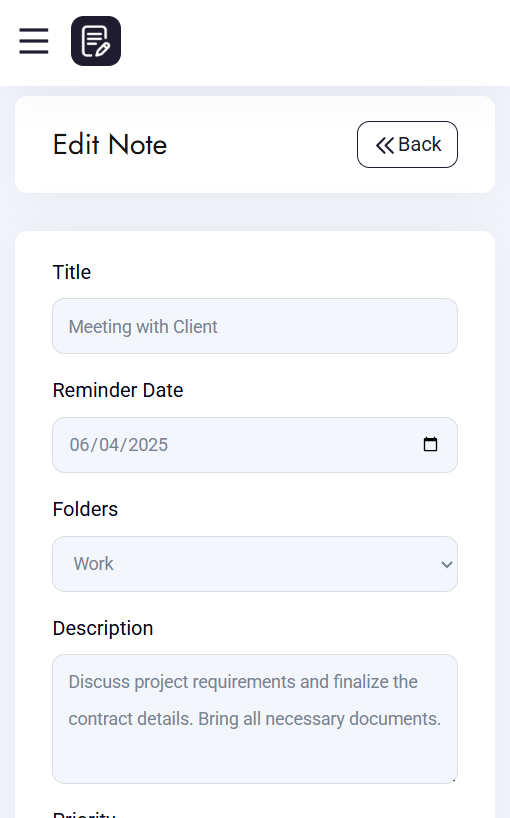 Edit Note
Back
Title
Meeting with Client
Reminder Date
06/04/2025
Folders
Work
Description
Discuss project requirements and finalize the
contract details. Bring all necessary documents.
Priority